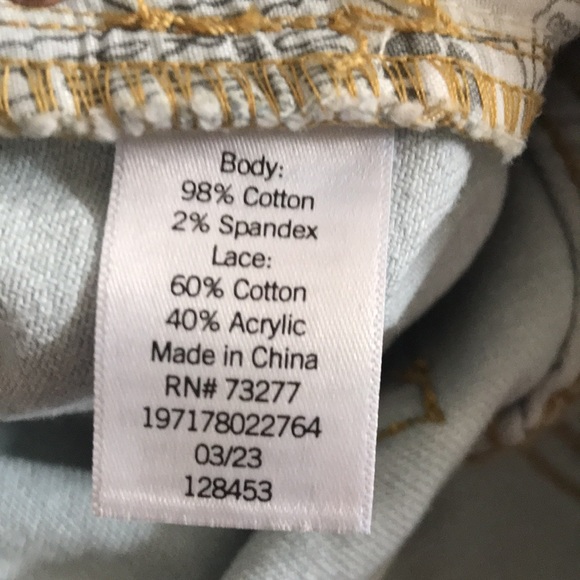 Body:
98% Cotton
2% Spandex
Lace:
60% Cotton
40% Acrylic
Made in China
RN# 73277
197178022764
03/23
128453